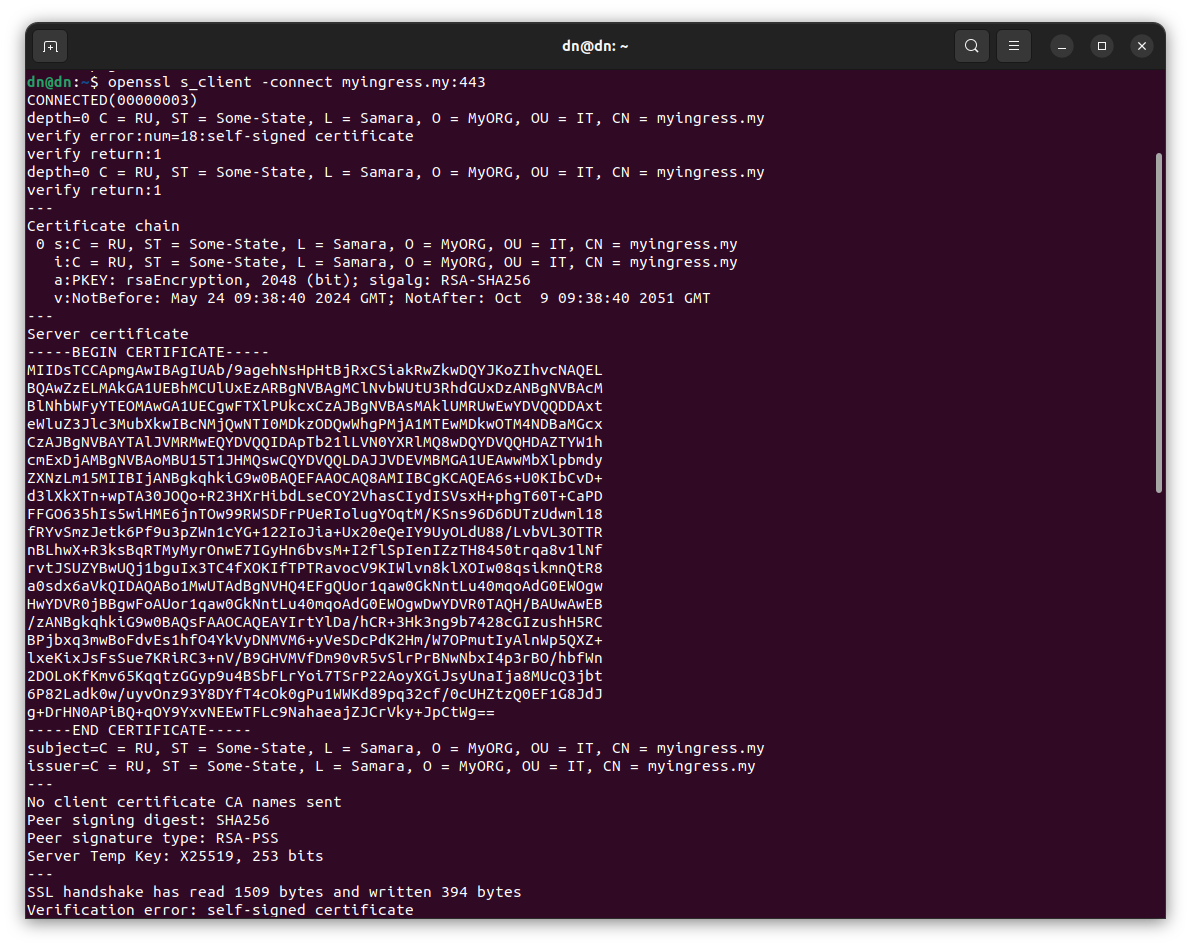 dn@dn: ~
dn@dn:~$ openssl s_client -connect myingress.my:443
CONNECTED(00000003)
depth=0 C = RU, ST = Some-State, L = Samara, O = MyORG, OU = IT, CN = myingress.my
verify error:num=18:self-signed certificate
verify return:1
depth=0 C = RU, ST = Some-State, L = Samara, O = MyORG, OU = IT, CN = myingress.my
verify return:1
---
Certificate chain
 0 s:C = RU, ST = Some-State, L = Samara, O = MyORG, OU = IT, CN = myingress.my
   i:C = RU, ST = Some-State, L = Samara, O = MyORG, OU = IT, CN = myingress.my
   a:PKEY: rsaEncryption, 2048 (bit); sigalg: RSA-SHA256
   v:NotBefore: May 24 09:38:40 2024 GMT; NotAfter: Oct  9 09:38:40 2051 GMT
---
Server certificate
-----BEGIN CERTIFICATE-----
MIIDsTCCApmgAwIBAgIUAb/9agehNsHpHtBjRxCSiakRwZkwDQYJKoZIhvcNAQEL
BQAwZzELMAkGA1UEBhMCUlUxEzARBgNVBAgMClNvbWUtU3RhdGUxDzANBgNVBAcM
BlNhbWFyYTEOMAwGA1UECgwFTXlPUkcxCzAJBgNVBAsMAklUMRUwEwYDVQQDDAxt
eWluZ3Jlc3MubXkwIBcNMjQwNTI0MDkzODQwWhgPMjA1MTEwMDkwOTM4NDBaMGcx
CzAJBgNVBAYTAlJVMRMwEQYDVQQIDApTb21lLVN0YXRlMQ8wDQYDVQQHDAZTYW1h
cmExDjAMBgNVBAoMBU15T1JHMQswCQYDVQQLDAJJVDEVMBMGA1UEAwwMbXlpbmdy
ZXNzLm15MIIBIjANBgkqhkiG9w0BAQEFAAOCAQ8AMIIBCgKCAQEA6s+U0KIbCvD+
d3lXkXTn+wpTA30JOQo+R23HXrHibdLseCOY2VhasCIydISVsxH+phgT60T+CaPD
FFGO635hIs5wiHME6jnTOw99RWSDFrPUeRIolugYOqtM/KSns96D6DUTzUdwml18
fRYvSmzJetk6Pf9u3pZWn1cYG+122IoJia+Ux20eQeIY9UyOLdU88/LvbVL3OTTR
nBLhwX+R3ksBqRTMyMyrOnwE7IGyHn6bvsM+I2flSpIenIZzTH8450trqa8v1lNf
rvtJSUZYBwUQj1bguIx3TC4fXOKIfTPTRavocV9KIWlvn8klXOIw08qsikmnQtR8
a0sdx6aVkQIDAQABo1MwUTAdBgNVHQ4EFgQUor1qaw0GkNntLu40mqoAdG0EWOgw
HwYDVR0jBBgwFoAUor1qaw0GkNntLu40mqoAdG0EWOgwDwYDVR0TAQH/BAUwAwEB
/zANBgkqhkiG9w0BAQsFAAOCAQEAYIrtYlDa/hCR+3Hk3ng9b7428cGIzushH5RC
BPjbxq3mwBoFdvEs1hfO4YkVyDNMVM6+yVeSDcPdK2Hm/W7OPmutIyAlnWp5QXZ+
lxeKixJsFsSue7KRiRC3+nV/B9GHVMVfDm90vR5vSlrPrBNwNbxI4p3rBO/hbfWn
2DOLoKfKmv65KqqtzGGyp9u4BSbFLrYoi7TSrP22AoyXGiJsyUnaIja8MUcQ3jbt
6P82Ladk0w/uyvOnz93Y8DYfT4cOk0gPu1WWKd89pq32cf/0cUHZtzQ0EF1G8JdJ
g+DrHN0APiBQ+qOY9YxvNEEwTFLc9NahaeajZJCrVky+JpCtWg==
-----END CERTIFICATE-----
subject=C = RU, ST = Some-State, L = Samara, O = MyORG, OU = IT, CN = myingress.my
issuer=C = RU, ST = Some-State, L = Samara, O = MyORG, OU = IT, CN = myingress.my
---
No client certificate CA names sent
Peer signing digest: SHA256
Peer signature type: RSA-PSS
Server Temp Key: X25519, 253 bits
---
SSL handshake has read 1509 bytes and written 394 bytes
Verification error: self-signed certificate